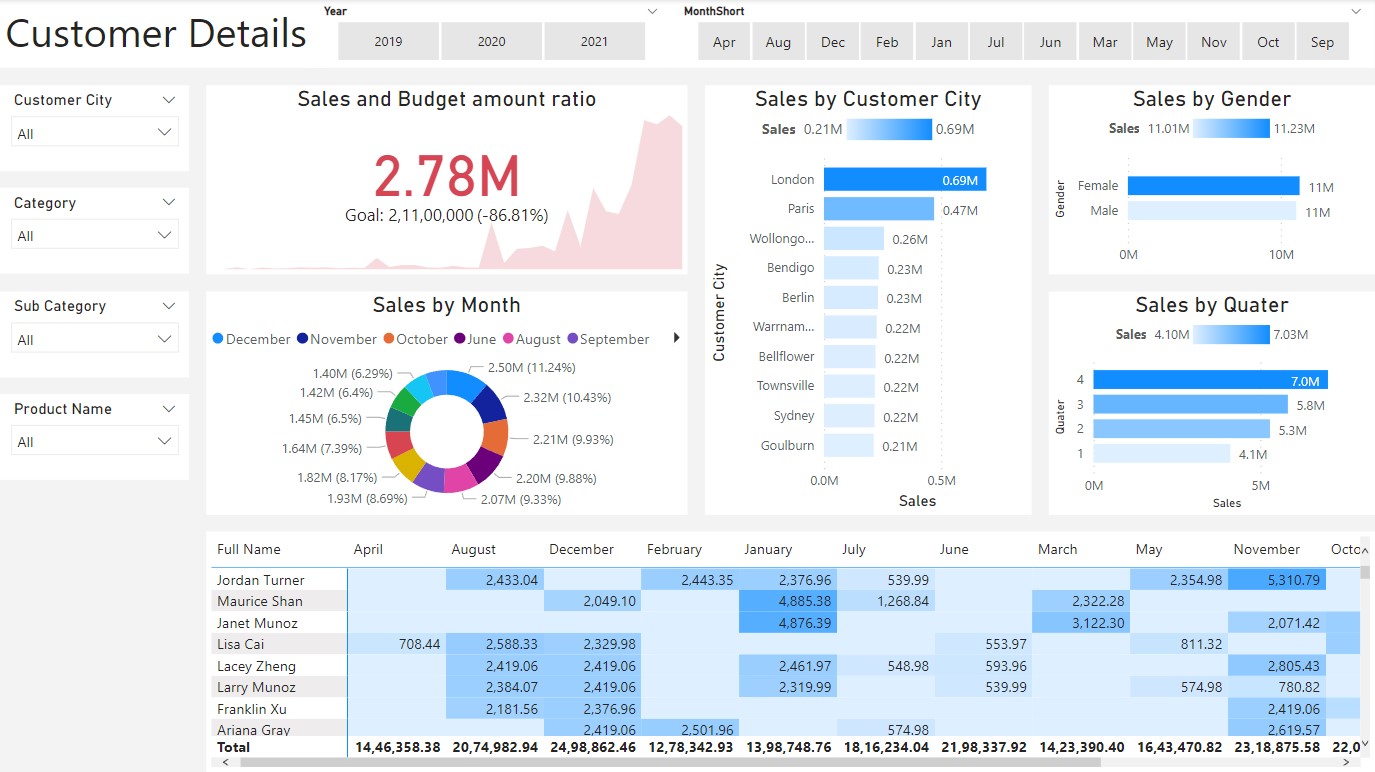 Customer Details
Year
2019 2020 2021
MonthShort
Apr Aug Dec Feb Jan Jul Jun Mar May Nov Oct Sep
Customer City
All
Category
All
Sub Category
All
Product Name
All
Sales and Budget amount ratio
2.78M
Goal: 2,11,00,000 (-86.81%)
Sales by Month
December November October June August September
2.50M (11.24%)
2.32M (10.43%)
2.21M (9.93%)
2.20M (9.88%)
2.07M (9.33%)
1.93M (8.69%)
1.82M (8.17%)
1.64M (7.39%)
1.45M (6.5%)
1.42M (6.4%)
1.40M (6.29%)
Sales by Customer City
Sales 0.21M 0.69M
Customer City
London 0.69M
Paris 0.47M
Wollongo... 0.26M
Bendigo 0.23M
Berlin 0.23M
Warrnam... 0.22M
Bellflower 0.22M
Townsville 0.22M
Sydney 0.22M
Goulburn 0.21M
0.0M 0.5M
Sales
Sales by Gender
Sales 11.01M 11.23M
Gender
Female 11M
Male 11M
0M 10M
Sales by Quater
Sales 4.10M 7.03M
Quater
4 7.0M
3 5.8M
2 5.3M
1 4.1M
0M 5M
Sales
Full Name April August December February January July June March May November Octo
Jordan Turner 2,433.04 2,443.35 2,376.96 539.99 2,354.98 5,310.79
Maurice Shan 2,049.10 4,885.38 1,268.84 2,322.28
Janet Munoz 4,876.39 3,122.30 2,071.42
Lisa Cai 708.44 2,588.33 2,329.98 553.97 811.32
Lacey Zheng 2,419.06 2,419.06 2,461.97 548.98 593.96 2,805.43
Larry Munoz 2,384.07 2,419.06 2,319.99 539.99 574.98 780.82
Franklin Xu 2,181.56 2,376.96 2,419.06
Ariana Gray 2,419.06 2,501.96 574.98 2,619.57
Total 14,46,358.38 20,74,982.94 24,98,862.46 12,78,342.93 13,98,748.76 18,16,234.04 21,98,337.92 14,23,390.40 16,43,470.82 23,18,875.58 22,0